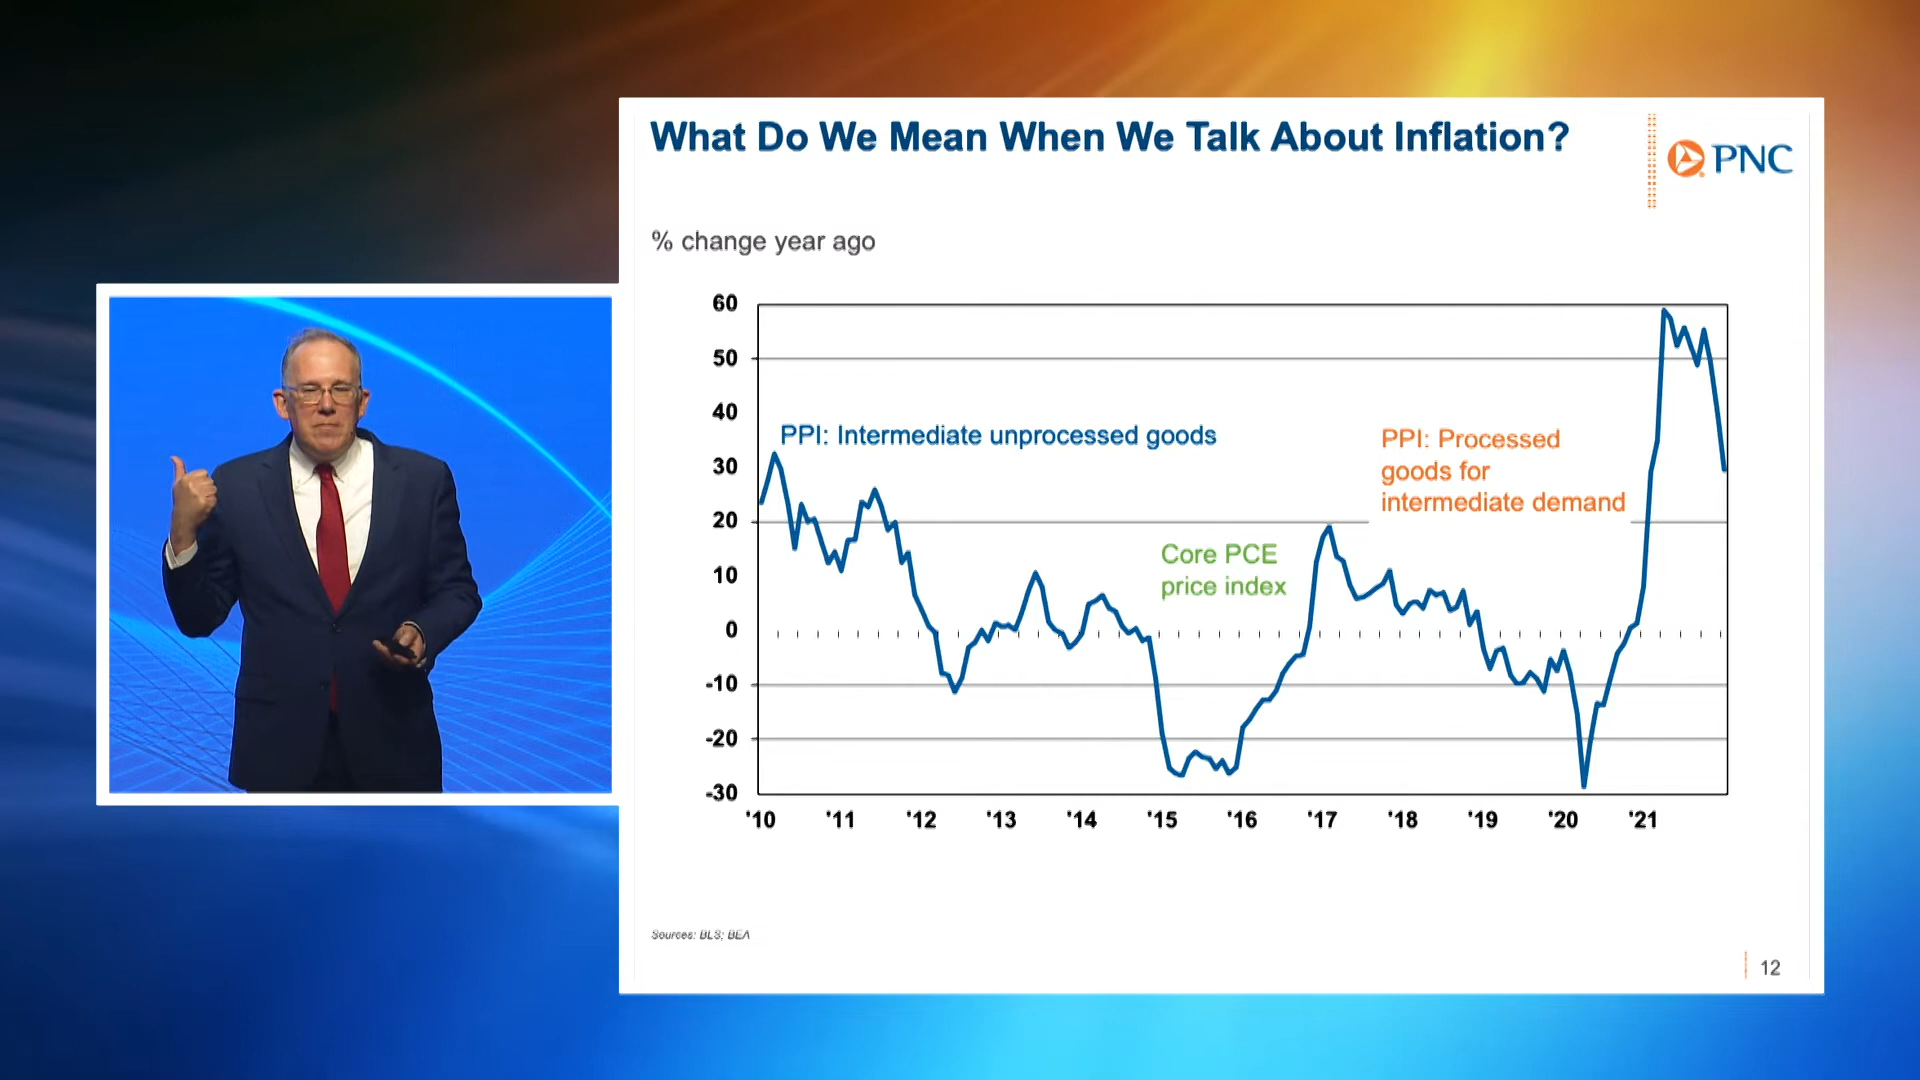 What Do We Mean When We Talk About Inflation?
PNC
% change year ago
60
50
40
30
20
10
0
-10
-20
-30
PPI: Intermediate unprocessed goods
PPI: Processed
goods for
intermediate demand
Core PCE
price index
'10 '11 '12 '13 '14 '15 '16 '17 '18 '19 '20 '21
Sources: BLS; BEA
12